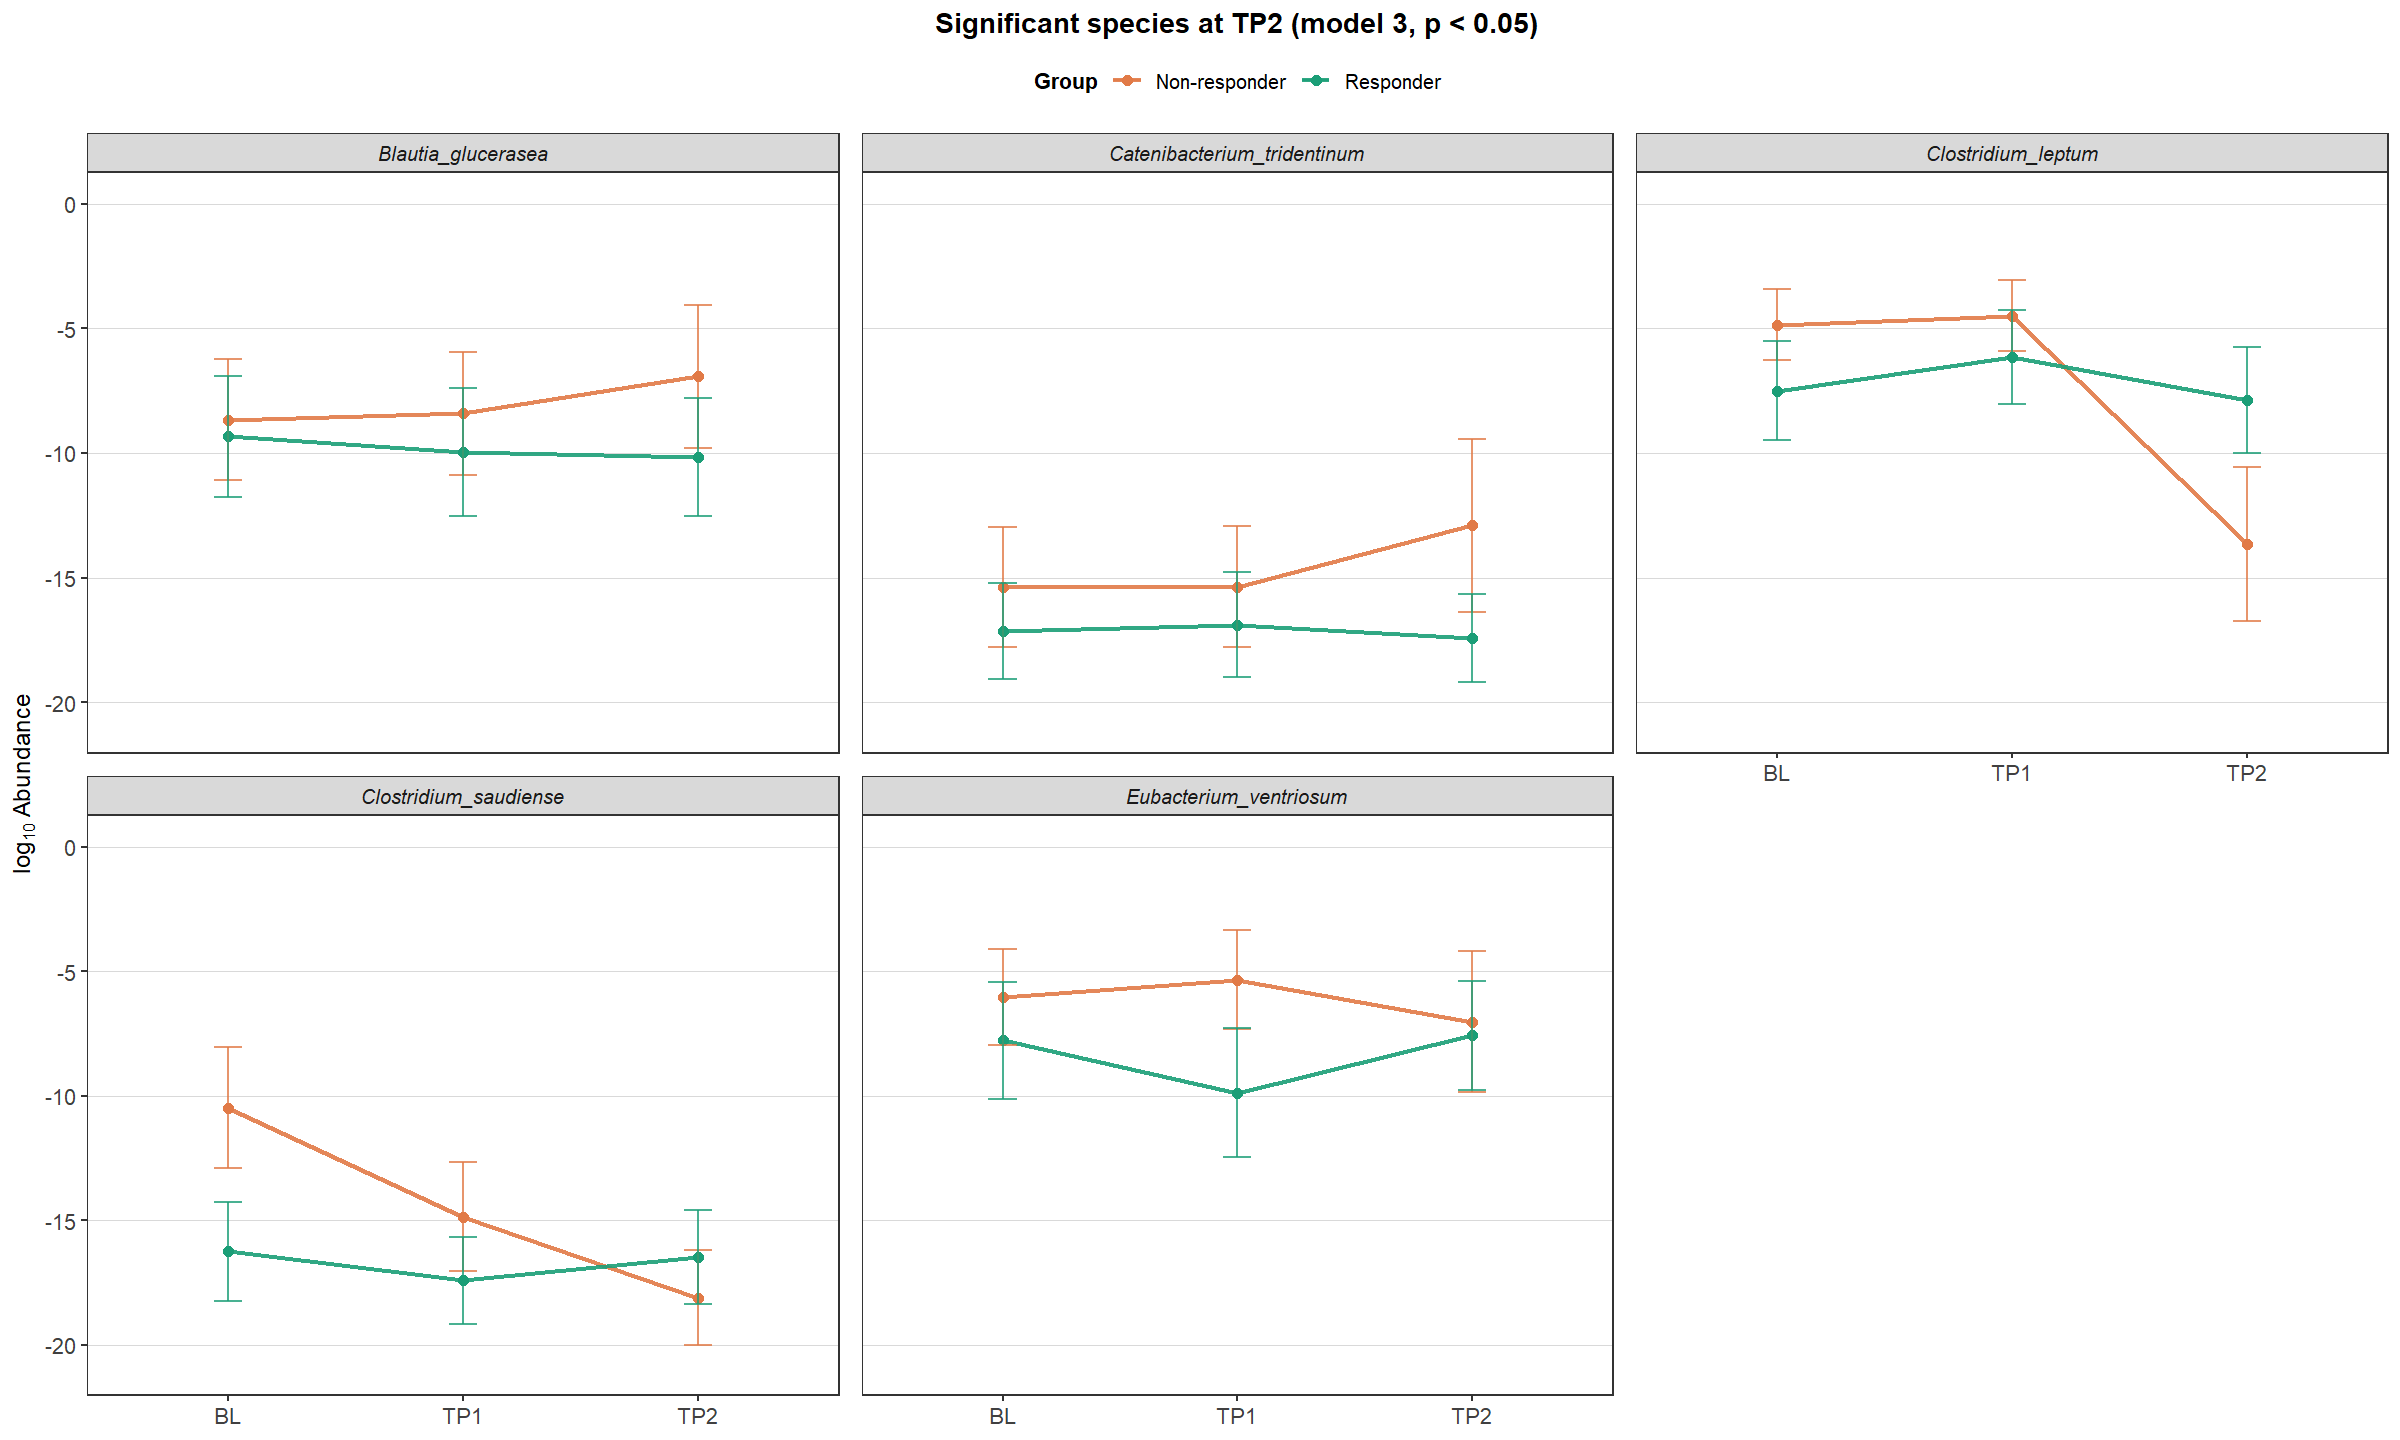 Significant species at TP2 (model 3, p < 0.05)
Group Non-responder Responder
Blautia_glucerasea
Catenibacterium_tridentinum
Clostridium_leptum
0
-5
-10
-15
-20
BL TP1 TP2
log10 Abundance
Clostridium_saudiense
Eubacterium_ventriosum
0
-5
-10
-15
-20
BL TP1 TP2
BL TP1 TP2